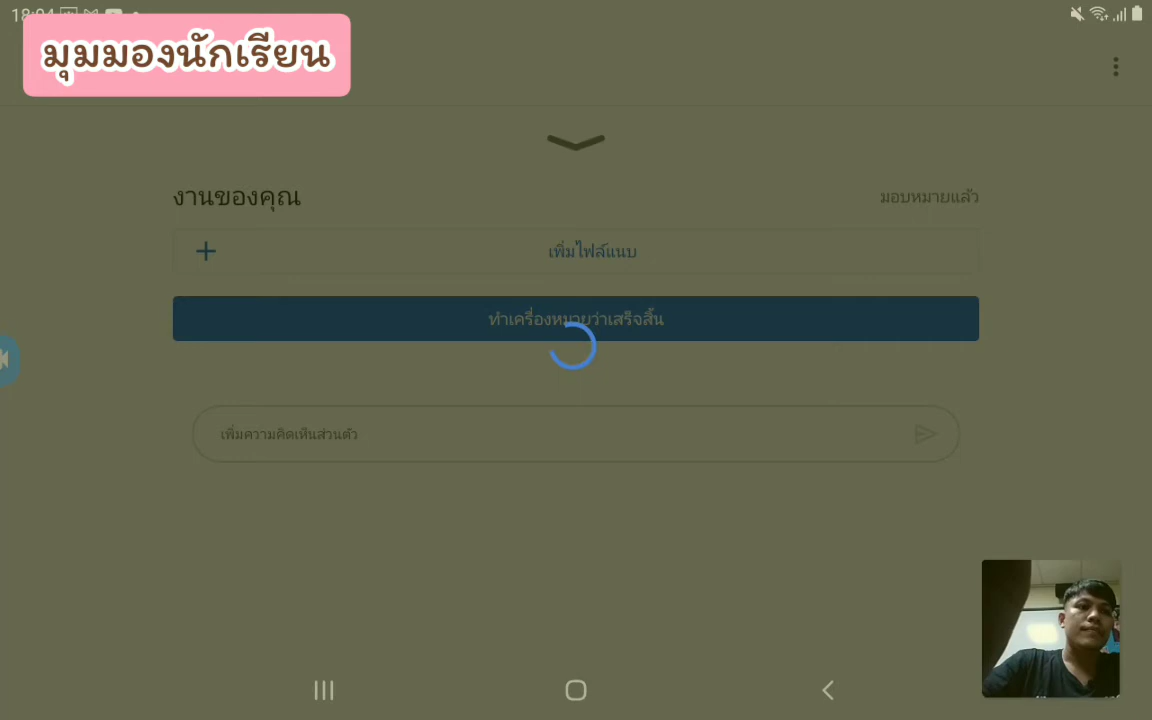 มุมมองนักเรียน
งานของคุณ
มอบหมายแล้ว
เพิ่มไฟล์แนบ
ทำเครื่องหมายว่าเสร็จสิ้น
เพิ่มความคิดเห็นส่วนตัว